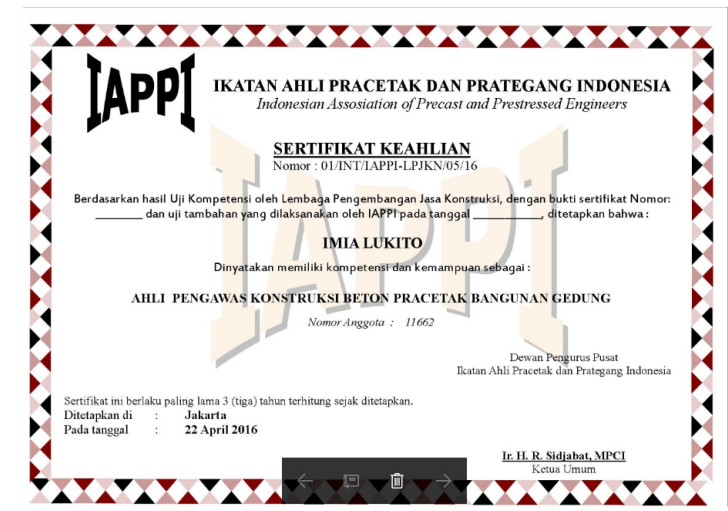 IAPPI
IKATAN AHLI PRACETAK DAN PRATEGANG INDONESIA
Indonesian Assosiation of Precast and Prestressed Engineers
SERTIFIKAT KEAHLIAN
Nomor : 01/INT/IAPPI-LPJKN/05/16
Berdasarkan hasil Uji Kompetensi oleh Lembaga Pengembangan Jasa Konstruksi, dengan bukti sertifikat Nomor:
________ dan uji tambahan yang dilaksanakan oleh IAPPI pada tanggal ___________, ditetapkan bahwa :
IMIA LUKITO
Dinyatakan memiliki kompetensi dan kemampuan sebagai :
AHLI PENGAWAS KONSTRUKSI BETON PRACETAK BANGUNAN GEDUNG
Nomor Anggota : 11662
Dewan Pengurus Pusat
Ikatan Ahli Pracetak dan Prategang Indonesia
Sertifikat ini berlaku paling lama 3 (tiga) tahun terhitung sejak ditetapkan.
Ditetapkan di : Jakarta
Pada tanggal : 22 April 2016
Ir. H. R. Sidjabat, MPCI
Ketua Umum